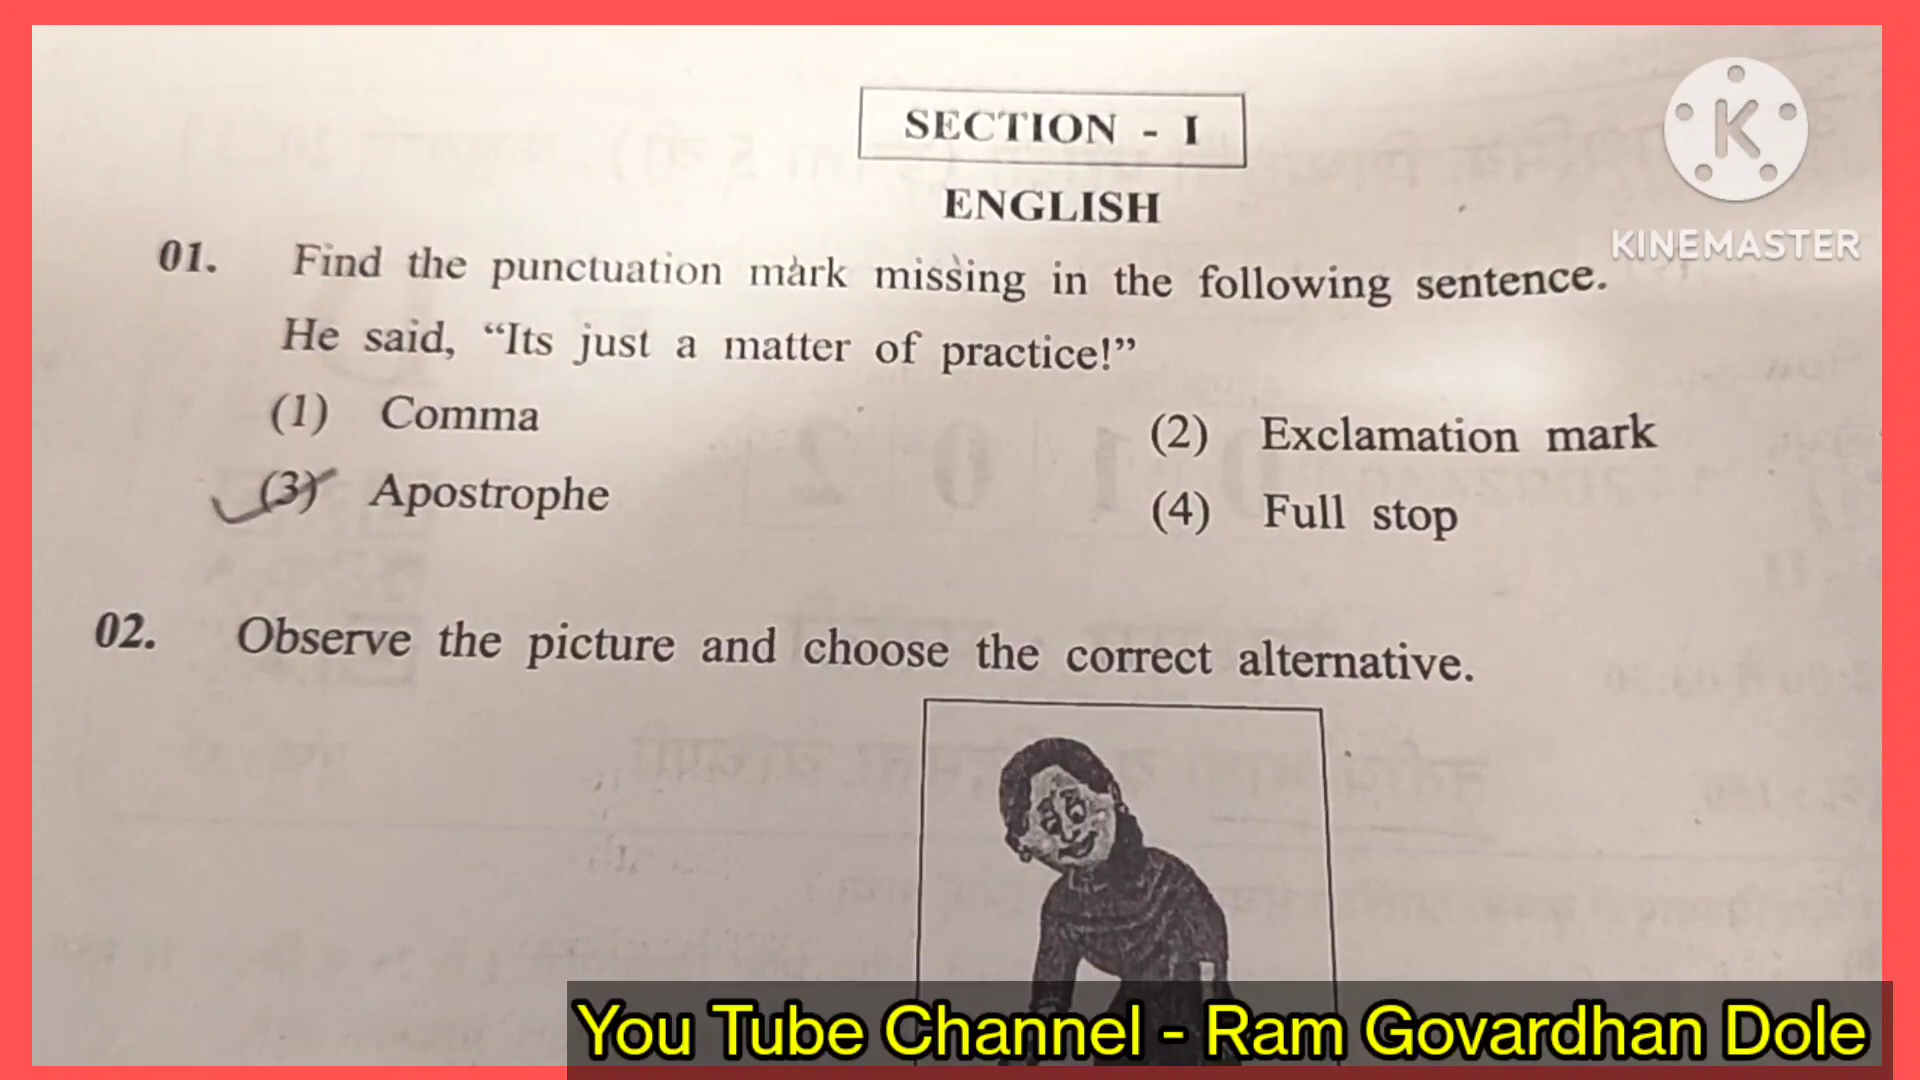 SECTION - I
ENGLISH
K
KINEMASTER
01. Find the punctuation mark missing in the following sentence.
He said, “Its just a matter of practice!”
(1) Comma (2) Exclamation mark
(3) Apostrophe (4) Full stop
02. Observe the picture and choose the correct alternative.
You Tube Channel - Ram Govardhan Dole